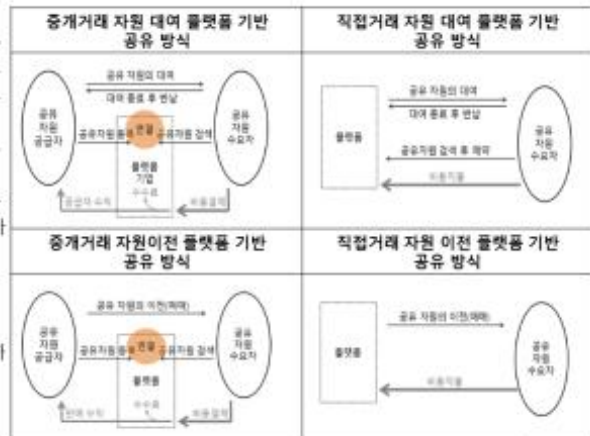 중개거래 자원 대여 플랫폼 기반
공유 방식
직접거래 자원 대여 플랫폼 기반
공유 방식
공유
자원
공급자
공유 자원의 대여
대여 종료 후 반납
연결
공유자원 등록
공유자원 검색
플랫폼
기업
수수료
공급자 수익
비용결제
공유
자원
수요자
플랫폼
공유 자원의 대여
대여 종료 후 반납
공유자원 검색 후 예약
비용지불
공유
자원
수요자
중개거래 자원이전 플랫폼 기반
공유 방식
직접거래 자원 이전 플랫폼 기반
공유 방식
공유
자원
공급자
공유 자원의 이전(매매)
연결
공유자원 등록
공유자원 검색
플랫폼
수수료
판매 수익
비용결제
공유
자원
수요자
플랫폼
공유 자원의 이전(매매)
비용지불
공유
자원
수요자